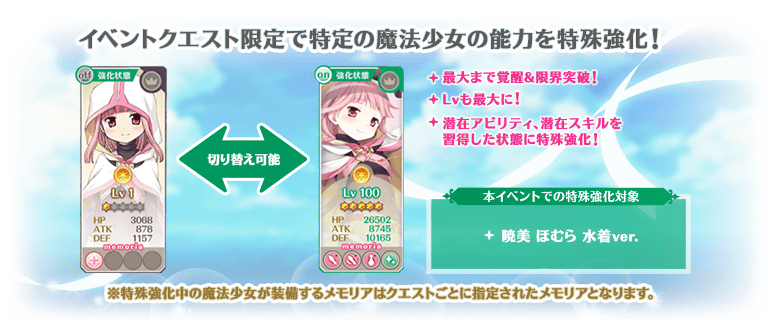 イベントクエスト限定で特定の魔法少女の能力を特殊強化!
off 強化状態
Lv 1
HP 3068
ATK 878
DEF 1157
memoria
切り替え可能
on 強化状態
Lv 100
HP 26502
ATK 8745
DEF 10165
memoria
最大まで覚醒&限界突破!
Lvも最大に!
潜在アビリティ、潜在スキルを
習得した状態に特殊強化!
本イベントでの特殊強化対象
暁美 ほむら 水着ver.
※特殊強化中の魔法少女が装備するメモリアはクエストごとに指定されたメモリアとなります。